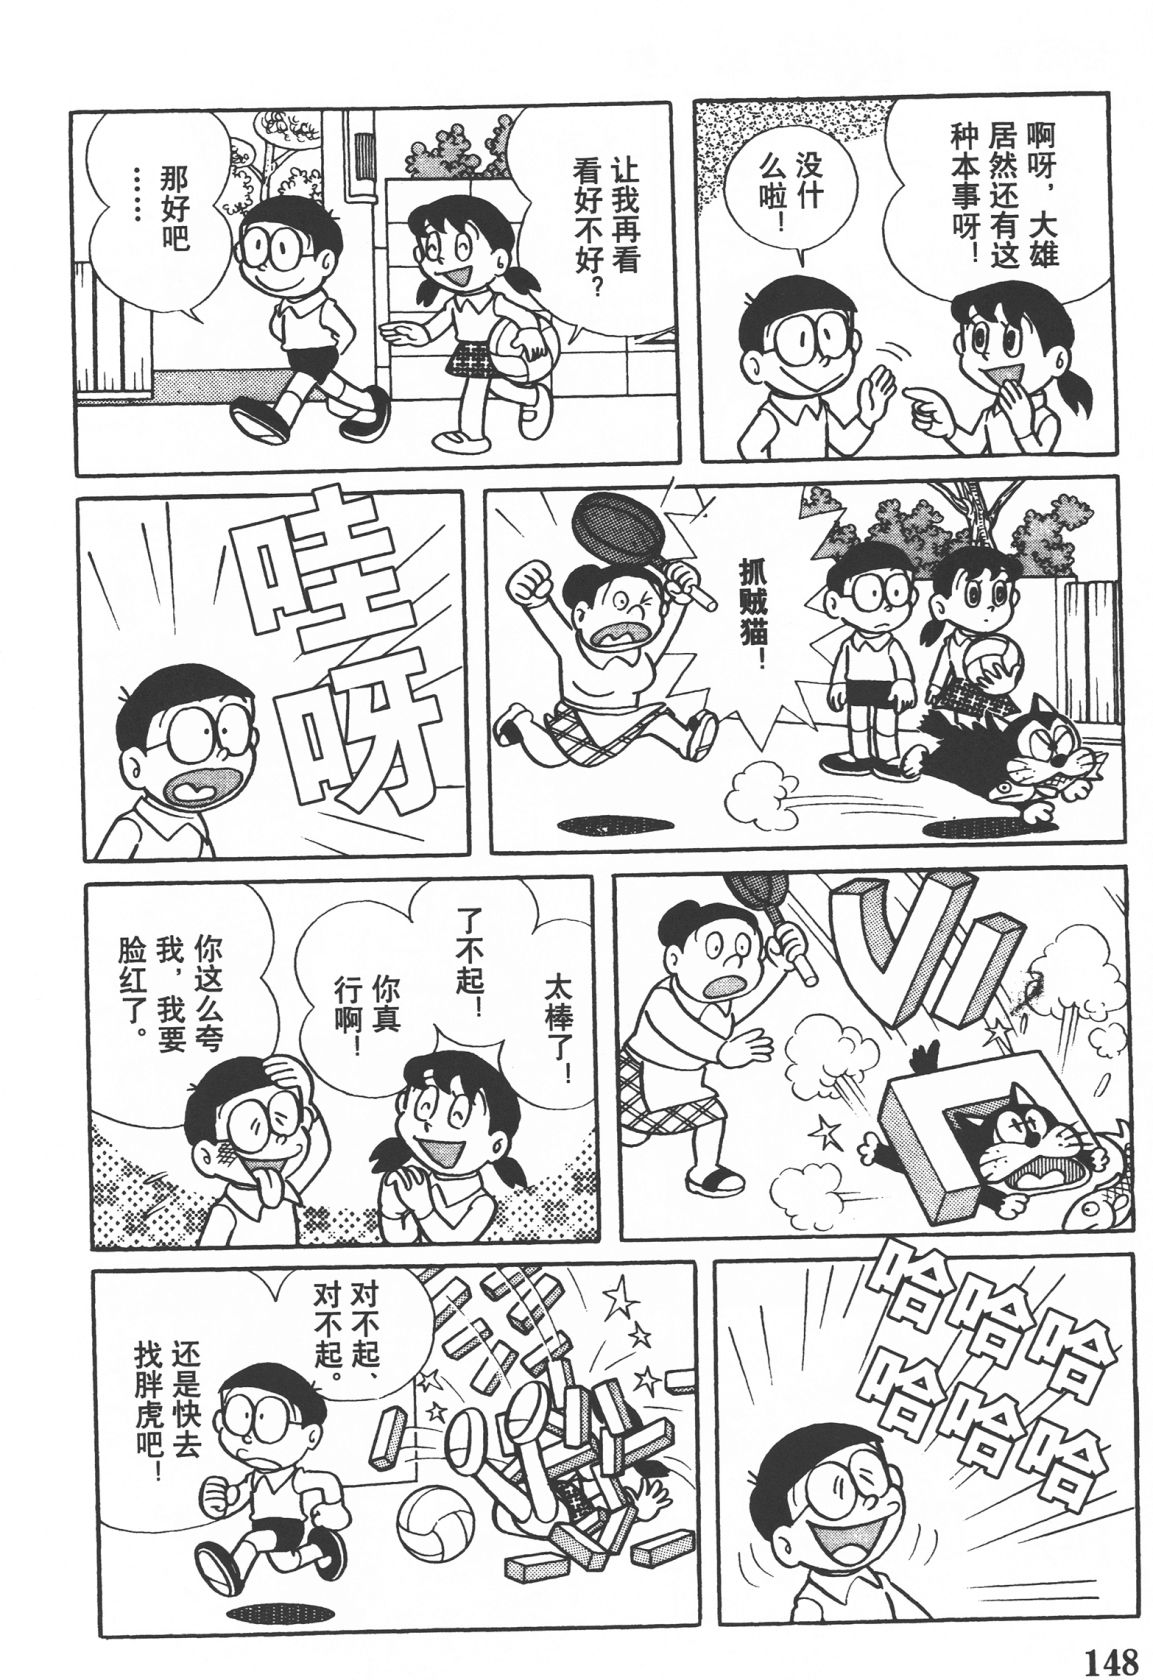 啊呀，大雄
居然还有这
种本事呀！
没什
么啦！
让我再看
看好不好？
那好吧
……
抓贼猫！
哇
呀
太棒了！
了不起！
你真
行啊！
你这么夸
我，我要
脸红了。
哈哈哈
哈哈哈
对不起、
对不起。
还是快去
找胖虎吧！
148